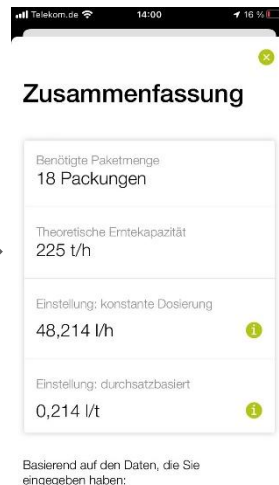 Telekom.de 14:00 16 %
Zusammenfassung
Benötigte Paketmenge
18 Packungen
Theoretische Erntekapazität
225 t/h
Einstellung: konstante Dosierung
48,214 l/h
Einstellung: durchsatzbasiert
0,214 l/t
Basierend auf den Daten, die Sie
eingegeben haben: